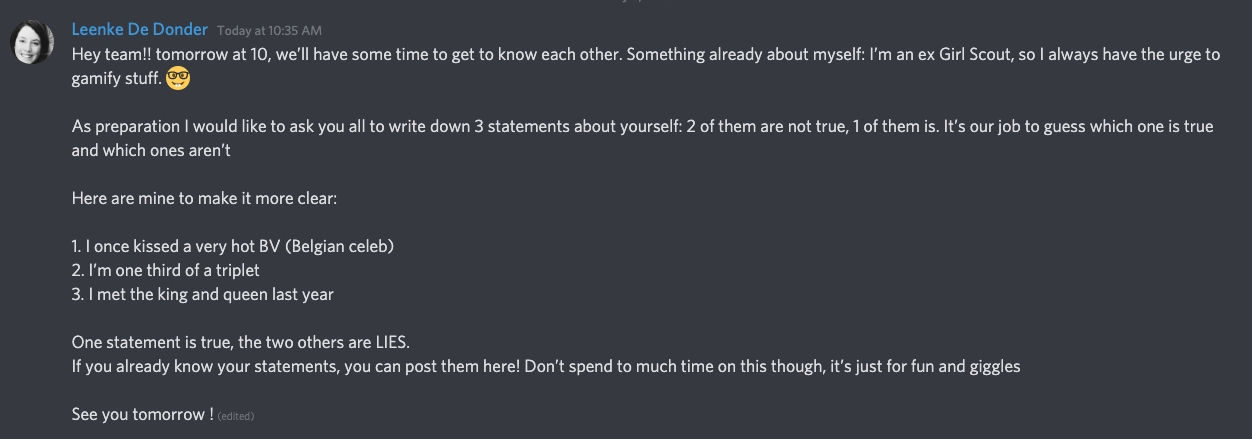 Leenke De Donder Today at 10:35 AM
Hey team!! tomorrow at 10, we'll have some time to get to know each other. Something already about myself: I'm an ex Girl Scout, so I always have the urge to
gamify stuff. 🤓
As preparation I would like to ask you all to write down 3 statements about yourself: 2 of them are not true, 1 of them is. It's our job to guess which one is true
and which ones aren't
Here are mine to make it more clear:
1. I once kissed a very hot BV (Belgian celeb)
2. I'm one third of a triplet
3. I met the king and queen last year
One statement is true, the two others are LIES.
If you already know your statements, you can post them here! Don't spend to much time on this though, it's just for fun and giggles
See you tomorrow ! (edited)